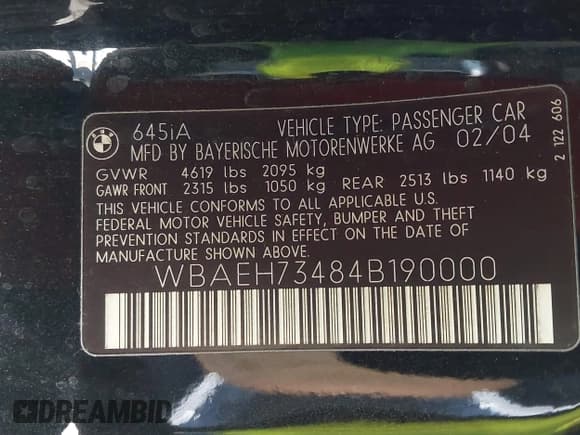 BMW
645iA VEHICLE TYPE: PASSENGER CAR
MFD BY BAYERISCHE MOTORENWERKE AG 02/04
GVWR 4619 lbs 2095 kg
GAWR FRONT 2315 lbs 1050 kg REAR 2513 lbs 1140 kg
THIS VEHICLE CONFORMS TO ALL APPLICABLE U.S.
FEDERAL MOTOR VEHICLE SAFETY, BUMPER AND THEFT
PREVENTION STANDARDS IN EFFECT ON THE DATE OF
MANUFACTURE SHOWN ABOVE.
WBAEH73484B190000
2 122 606
DREAMBID